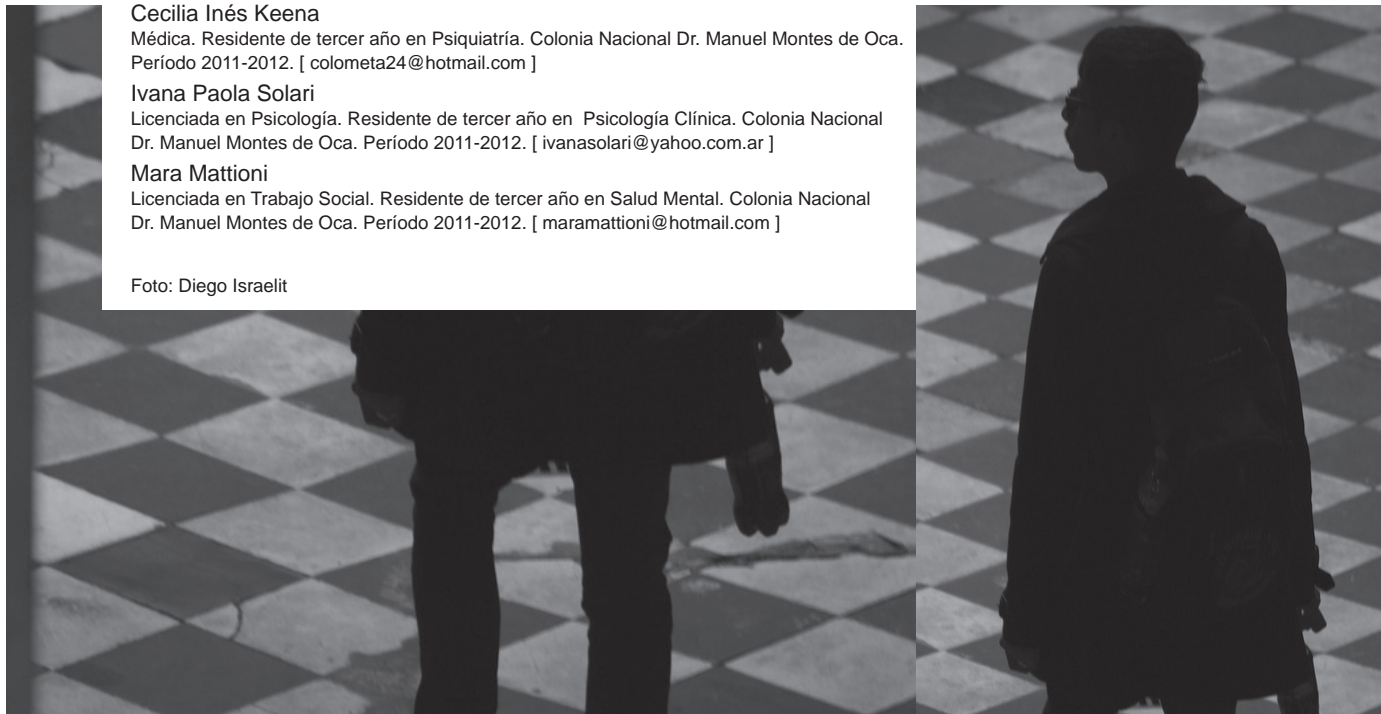 Cecilia Inés Keena
Médica. Residente de tercer año en Psiquiatría. Colonia Nacional Dr. Manuel Montes de Oca.
Período 2011-2012. [ colometa24@hotmail.com ]
Ivana Paola Solari
Licenciada en Psicología. Residente de tercer año en  Psicología Clínica. Colonia Nacional
Dr. Manuel Montes de Oca. Período 2011-2012. [ ivanasolari@yahoo.com.ar ]
Mara Mattioni
Licenciada en Trabajo Social. Residente de tercer año en Salud Mental. Colonia Nacional
Dr. Manuel Montes de Oca. Período 2011-2012. [ maramattioni@hotmail.com ]
Foto: Diego Israelit